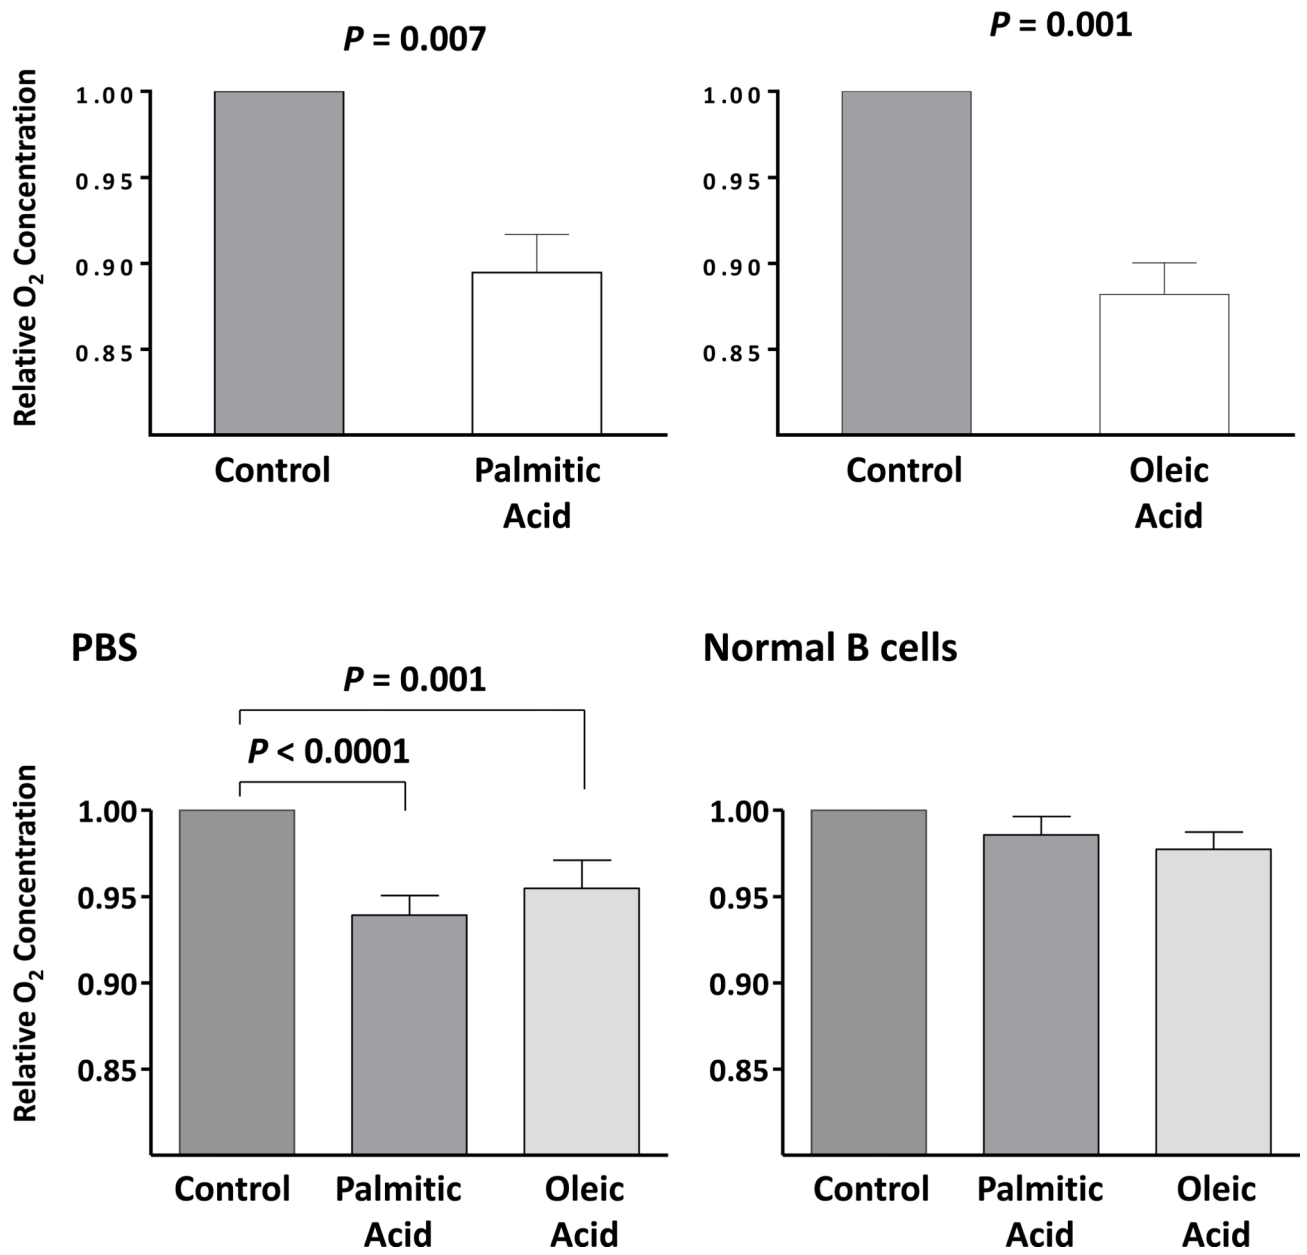 P = 0.007
P = 0.001
Relative O2 Concentration
1.00
0.95
0.90
0.85
Control
Palmitic
Acid
1.00
0.95
0.90
0.85
Control
Oleic
Acid
PBS
P = 0.001
P < 0.0001
Relative O2 Concentration
1.00
0.95
0.90
0.85
Control
Palmitic
Acid
Oleic
Acid
Normal B cells
1.00
0.95
0.90
0.85
Control
Palmitic
Acid
Oleic
Acid